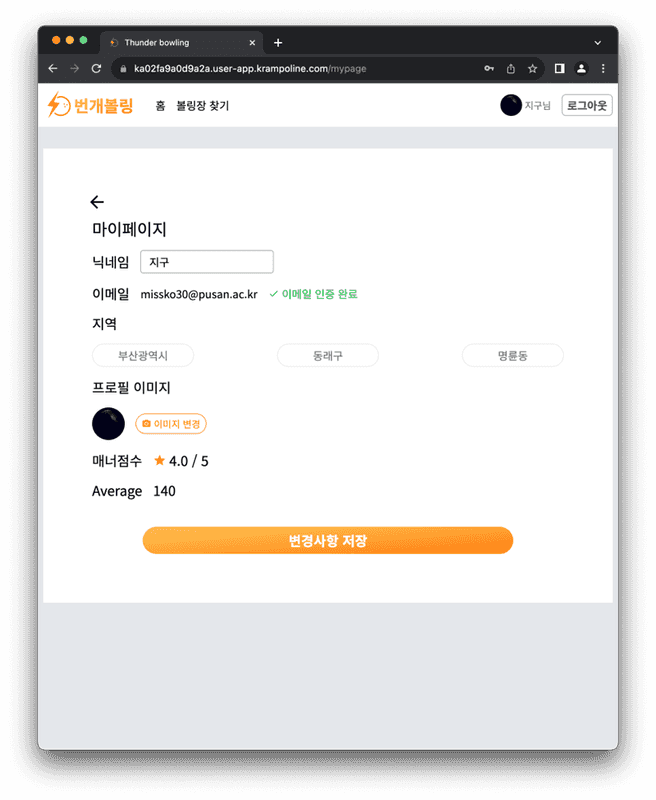 Thunder bowling
ka02fa9a0d9a2a.user-app.krampoline.com/mypage
번개볼링 홈 볼링장 찾기 지구님 로그아웃
마이페이지
닉네임 지구
이메일 missko30@pusan.ac.kr 이메일 인증 완료
지역
부산광역시 동래구 명륜동
프로필 이미지
이미지 변경
매너점수 4.0 / 5
Average 140
변경사항 저장